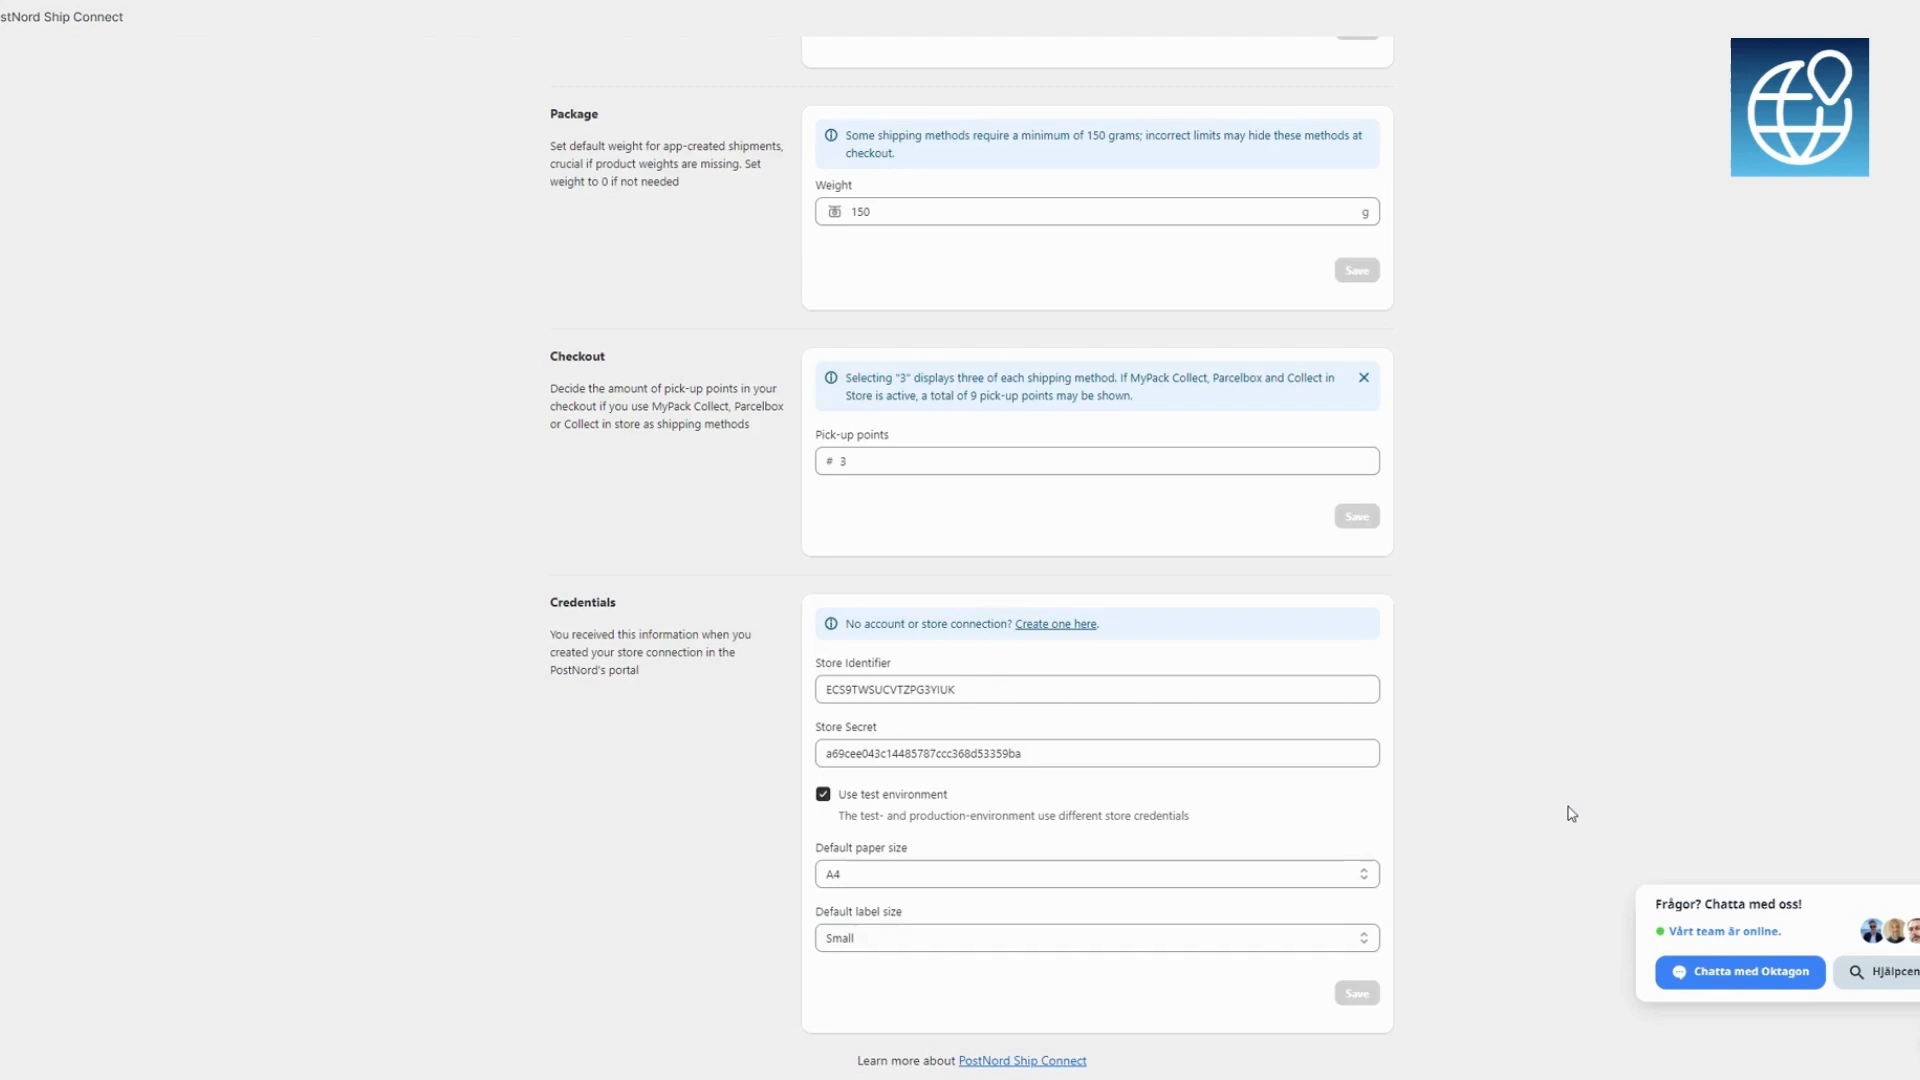 stNord Ship Connect
Package
Set default weight for app-created shipments,
crucial if product weights are missing. Set
weight to 0 if not needed
Some shipping methods require a minimum of 150 grams; incorrect limits may hide these methods at
checkout.
Weight
150
g
Save
Checkout
Decide the amount of pick-up points in your
checkout if you use MyPack Collect, Parcelbox
or Collect in store as shipping methods
Selecting "3" displays three of each shipping method. If MyPack Collect, Parcelbox and Collect in
Store is active, a total of 9 pick-up points may be shown.
Pick-up points
# 3
Save
Credentials
You received this information when you
created your store connection in the
PostNord's portal
No account or store connection? Create one here.
Store Identifier
ECS9TWSUCVTZPG3YIUK
Store Secret
a69cee043c14485787ccc368d53359ba
Use test environment
The test- and production-environment use different store credentials
Default paper size
A4
Default label size
Small
Save
Learn more about PostNord Ship Connect
Frågor? Chatta med oss!
Vårt team är online.
Chatta med Oktagon
Hjälpcen